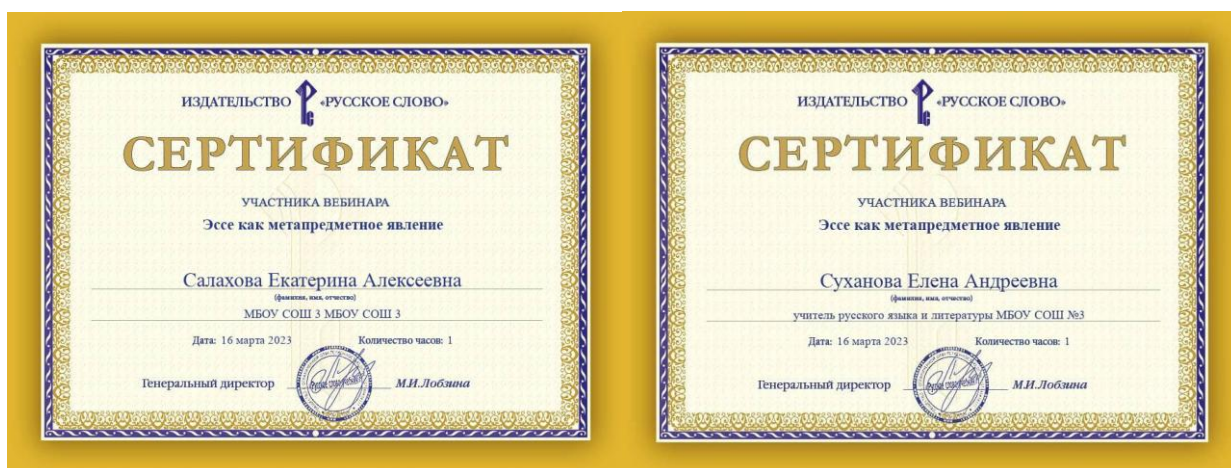 ИЗДАТЕЛЬСТВО «РУССКОЕ СЛОВО»
СЕРТИФИКАТ
УЧАСТНИКА ВЕБИНАРА
Эссе как метапредметное явление
Салахова Екатерина Алексеевна
(фамилия, имя, отчество)
МБОУ СОШ 3 МБОУ СОШ 3
Дата: 16 марта 2023 Количество часов: 1
Генеральный директор М.И.Лобзина
ИЗДАТЕЛЬСТВО «РУССКОЕ СЛОВО»
СЕРТИФИКАТ
УЧАСТНИКА ВЕБИНАРА
Эссе как метапредметное явление
Суханова Елена Андреевна
(фамилия, имя, отчество)
учитель русского языка и литературы МБОУ СОШ №3
Дата: 16 марта 2023 Количество часов: 1
Генеральный директор М.И.Лобзина